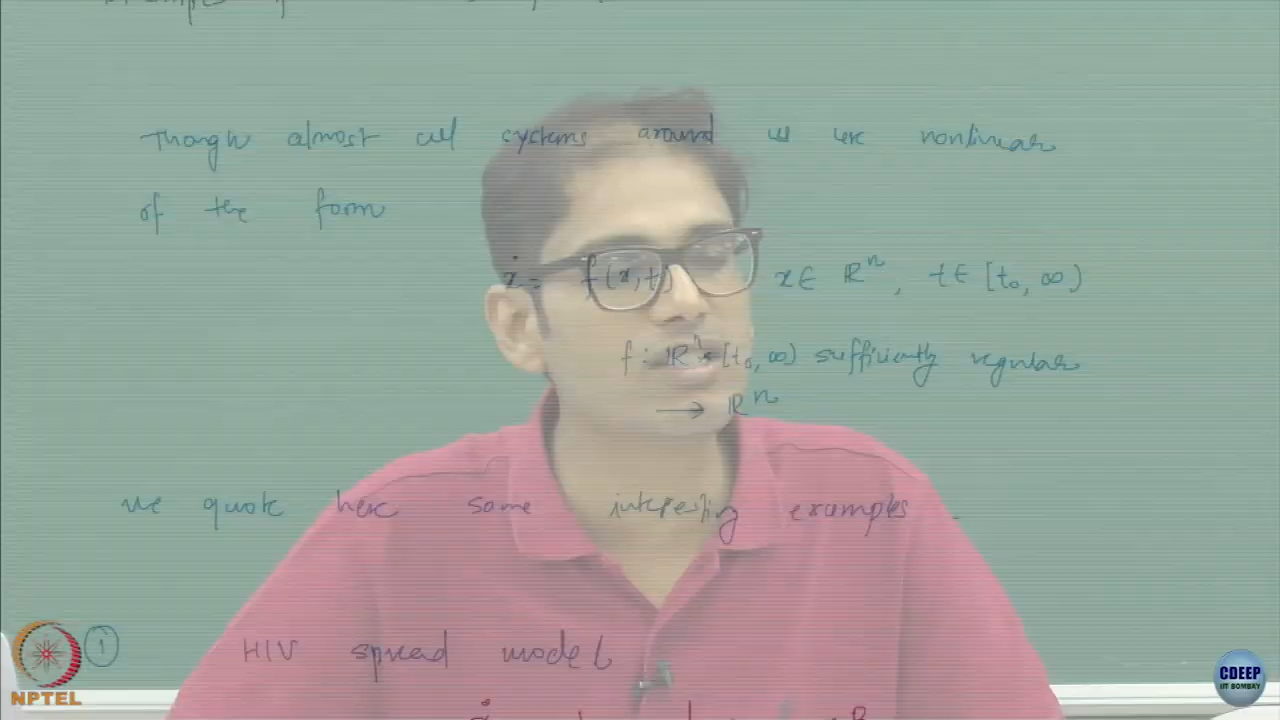 Though almost all systems around us are nonlinear
of the form
ẋ = f(x,t) x ∈ ℝⁿ, t ∈ [t₀, ∞)
f : ℝⁿ × [t₀, ∞) sufficiently regular
→ ℝⁿ
We quote here some interesting examples.
① HIV spread model
NPTEL
CDEEP
IIT BOMBAY